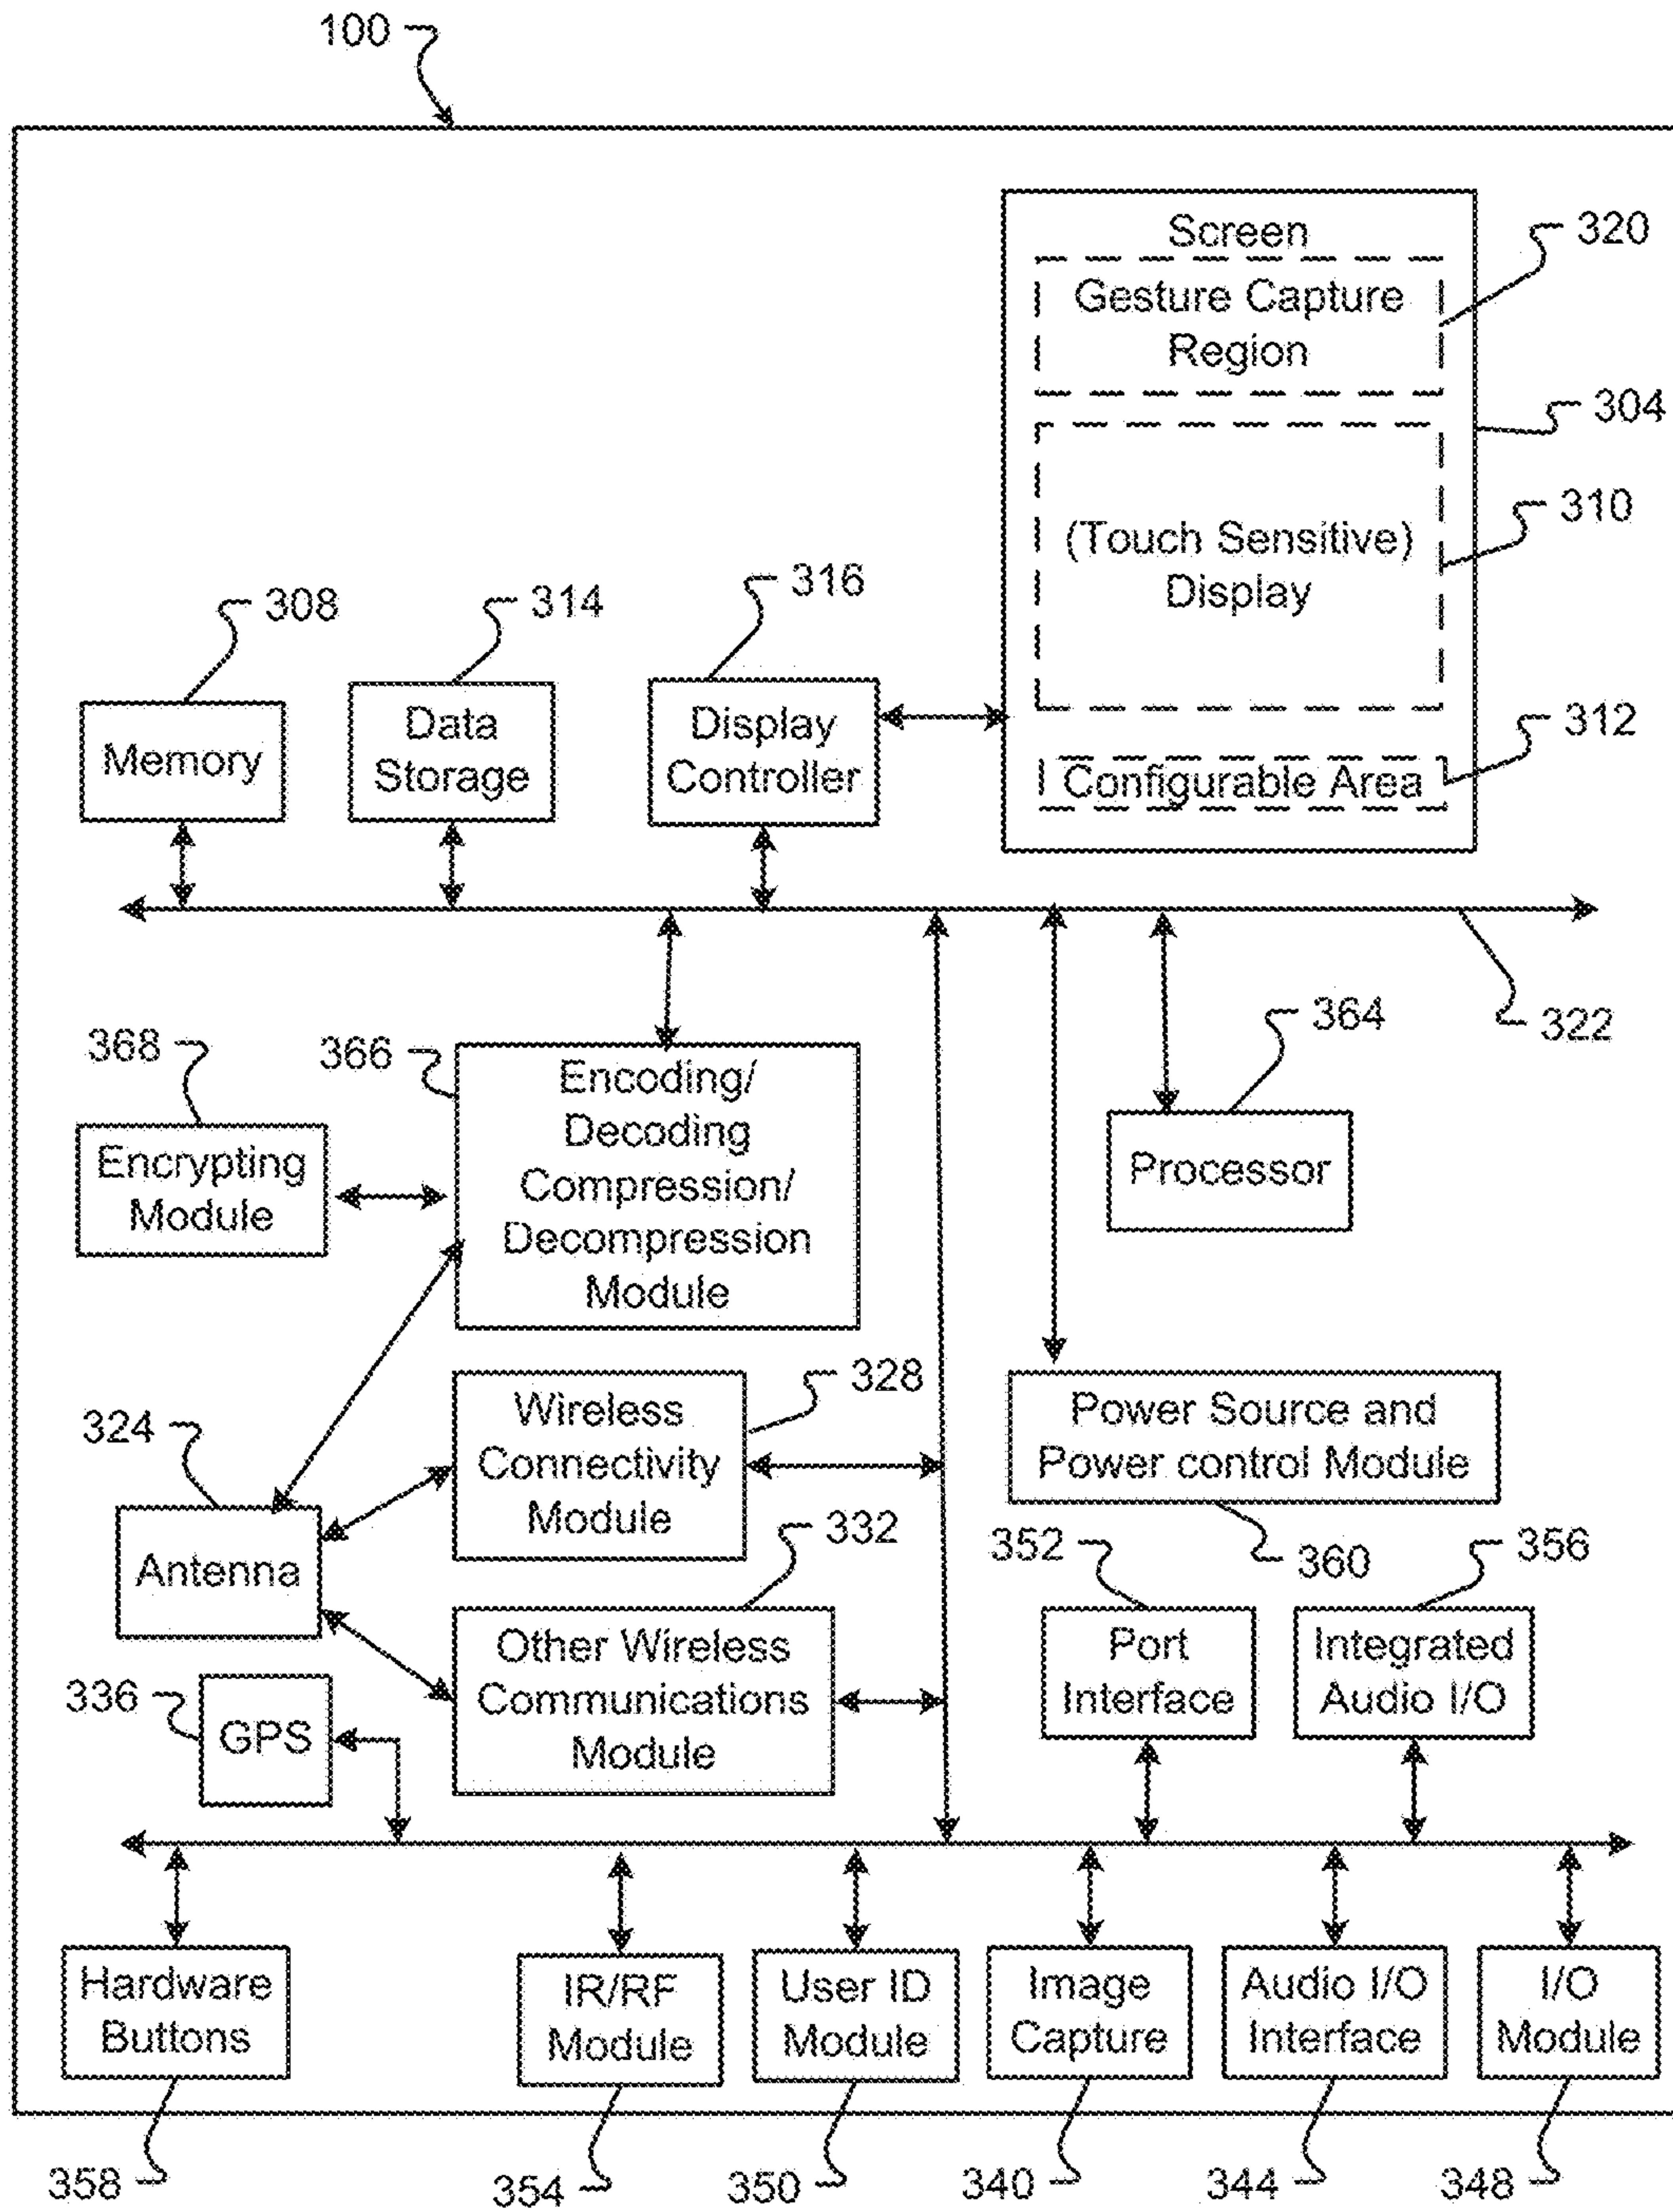 100
Screen
320
Gesture Capture
Region
304
310
(Touch Sensitive)
Display
308
314
316
312
Memory
Data
Storage
Display
Controller
Configurable Area
322
364
368
366
Encoding/
Decoding
Compression/
Decompression
Module
Encrypting
Module
Processor
328
324
Wireless
Connectivity
Module
Power Source and
Power control Module
332
352
360
356
Antenna
336
GPS
Other Wireless
Communications
Module
Port
Interface
Integrated
Audio I/O
Hardware
Buttons
IR/RF
Module
User ID
Module
Image
Capture
Audio I/O
Interface
I/O
Module
358
354
350
340
344
348